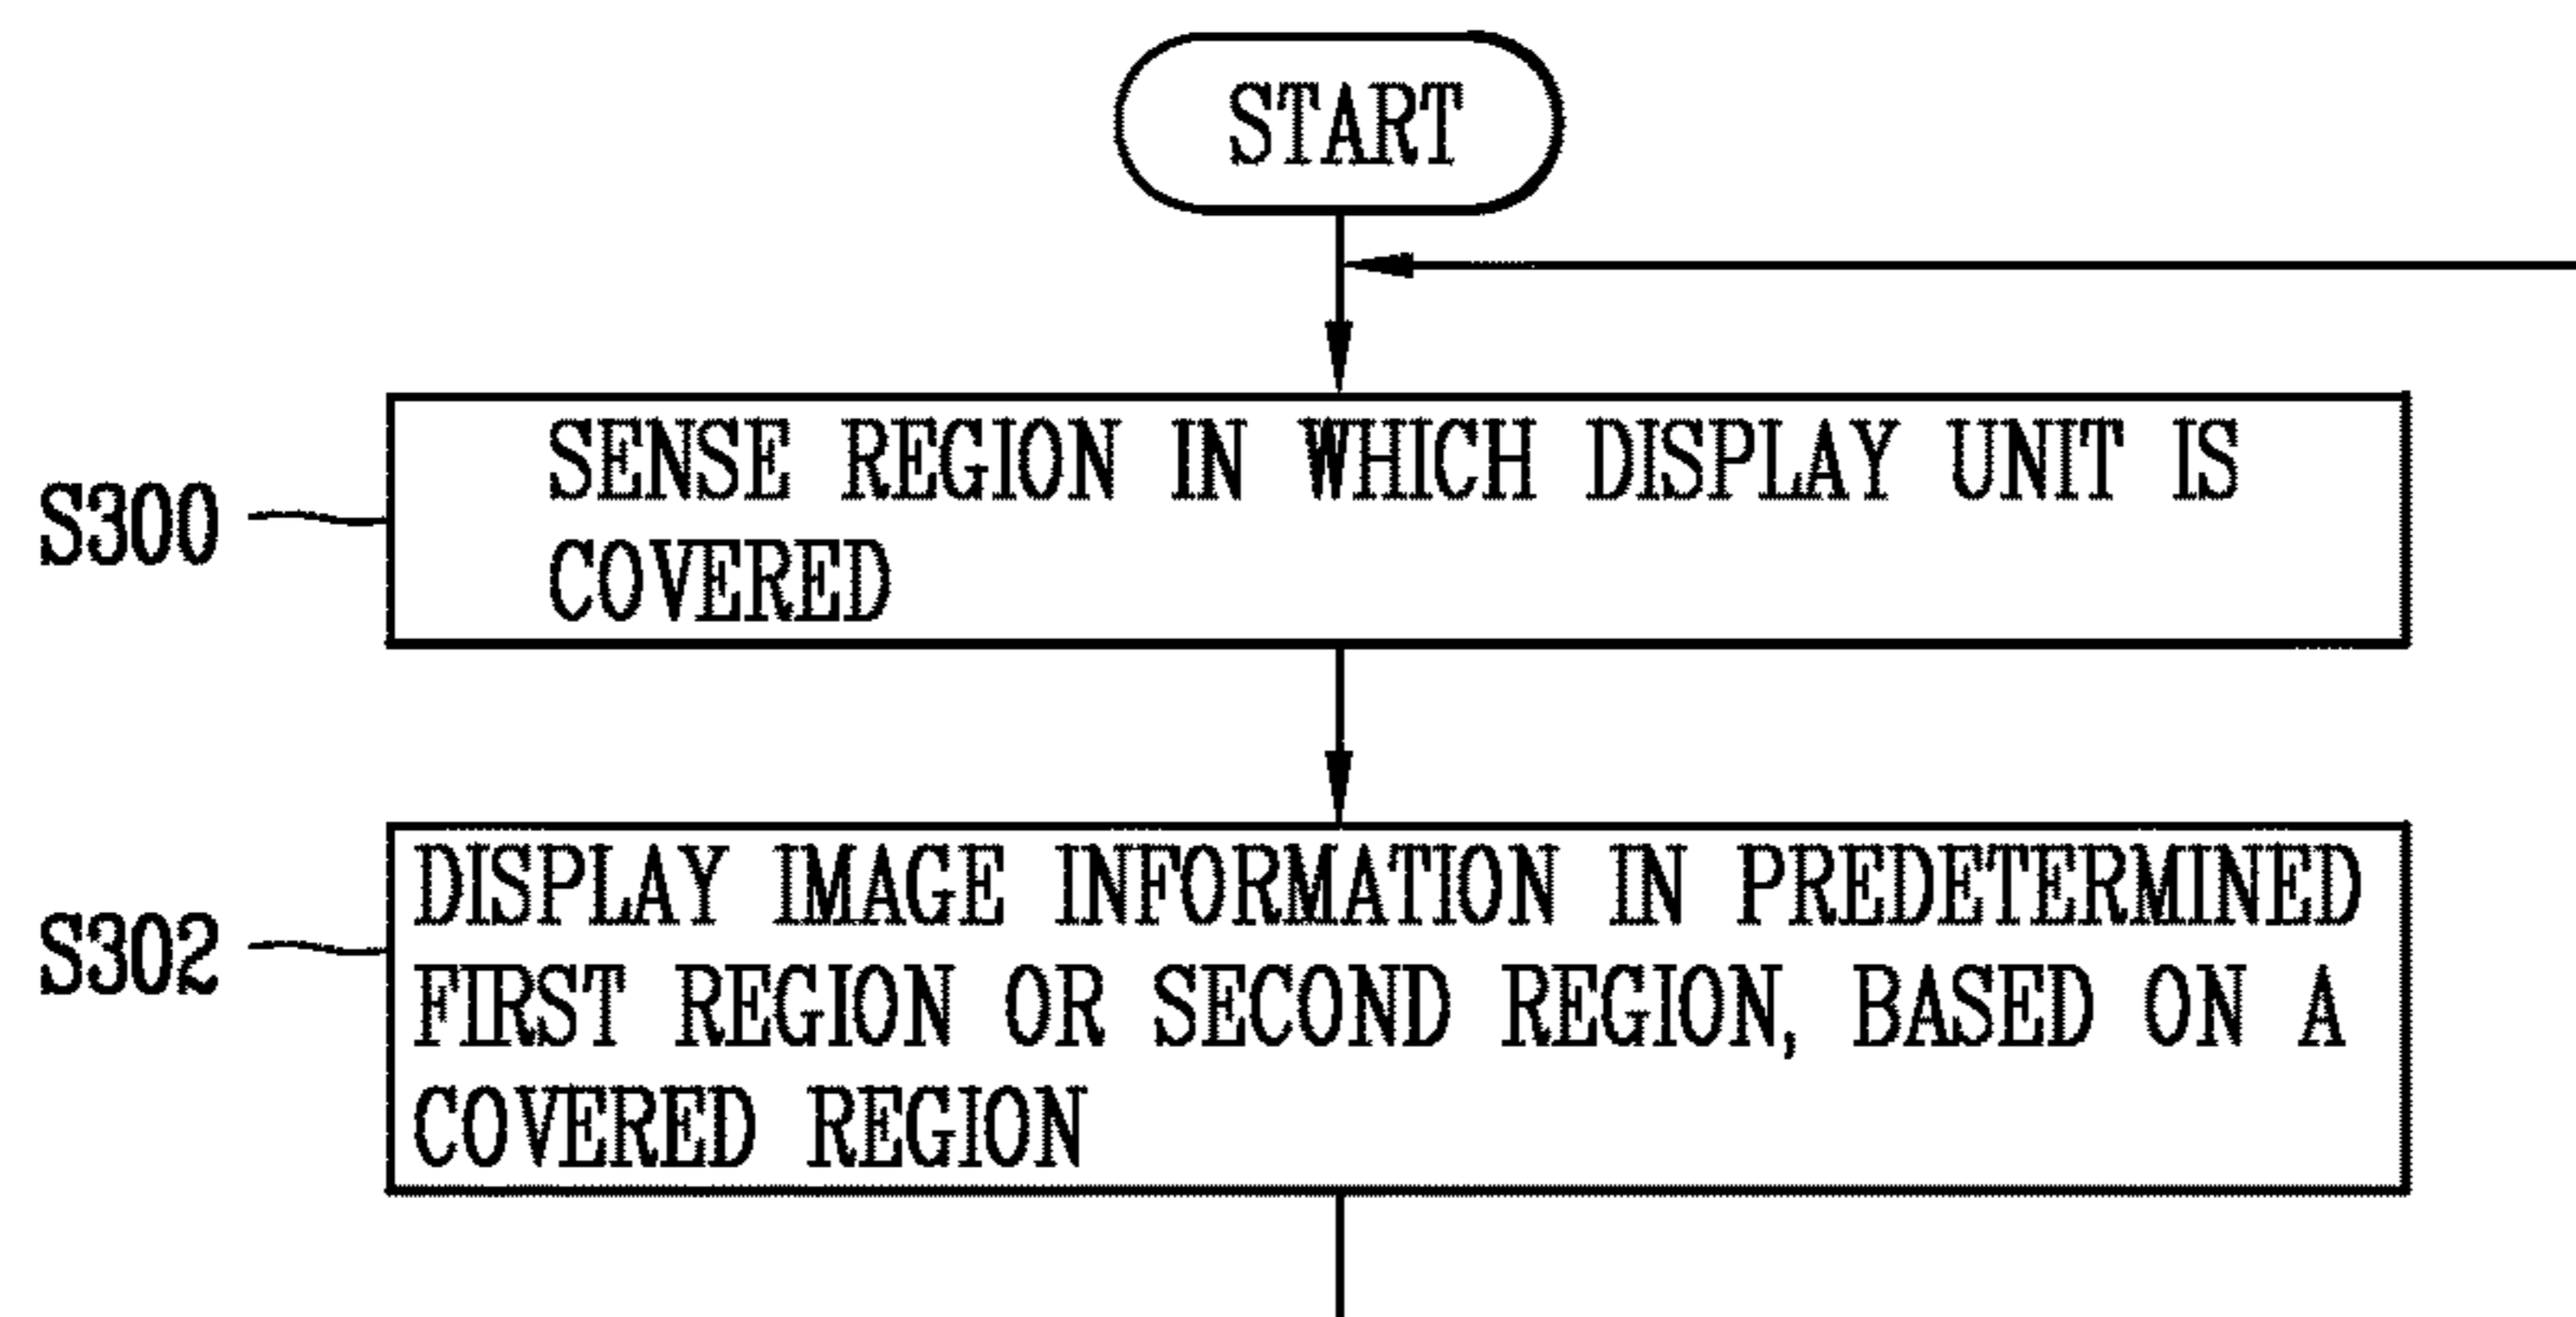 START
SENSE REGION IN WHICH DISPLAY UNIT IS
COVERED
S300
DISPLAY IMAGE INFORMATION IN PREDETERMINED
FIRST REGION OR SECOND REGION, BASED ON A
COVERED REGION
S302